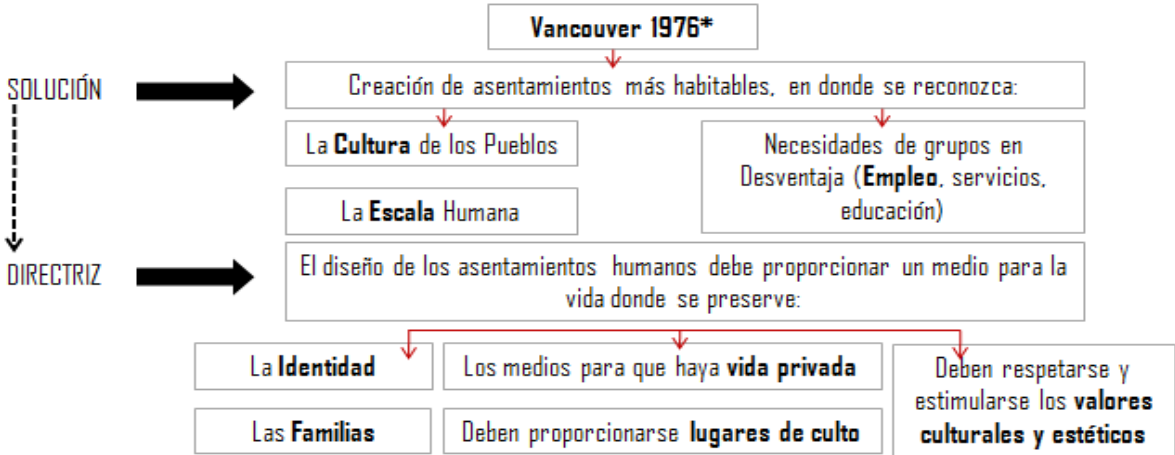 Vancouver 1976*
SOLUCIÓN
Creación de asentamientos más habitables, en donde se reconozca:
La Cultura de los Pueblos
Necesidades de grupos en
Desventaja (Empleo, servicios,
educación)
La Escala Humana
DIRECTRIZ
El diseño de los asentamientos humanos debe proporcionar un medio para la
vida donde se preserve:
La Identidad
Los medios para que haya vida privada
Deben respetarse y
estimularse los valores
culturales y estéticos
Las Familias
Deben proporcionarse lugares de culto